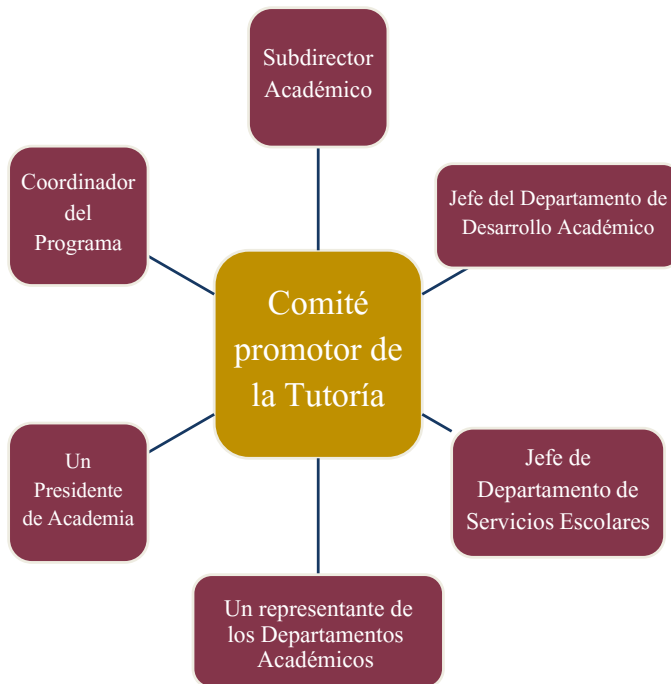 Subdirector
Académico
Coordinador
del
Programa
Jefe del Departamento de
Desarrollo Académico
Comité
promotor de
la Tutoría
Un
Presidente
de Academia
Jefe de
Departamento de
Servicios Escolares
Un representante de
los Departamentos
Académicos